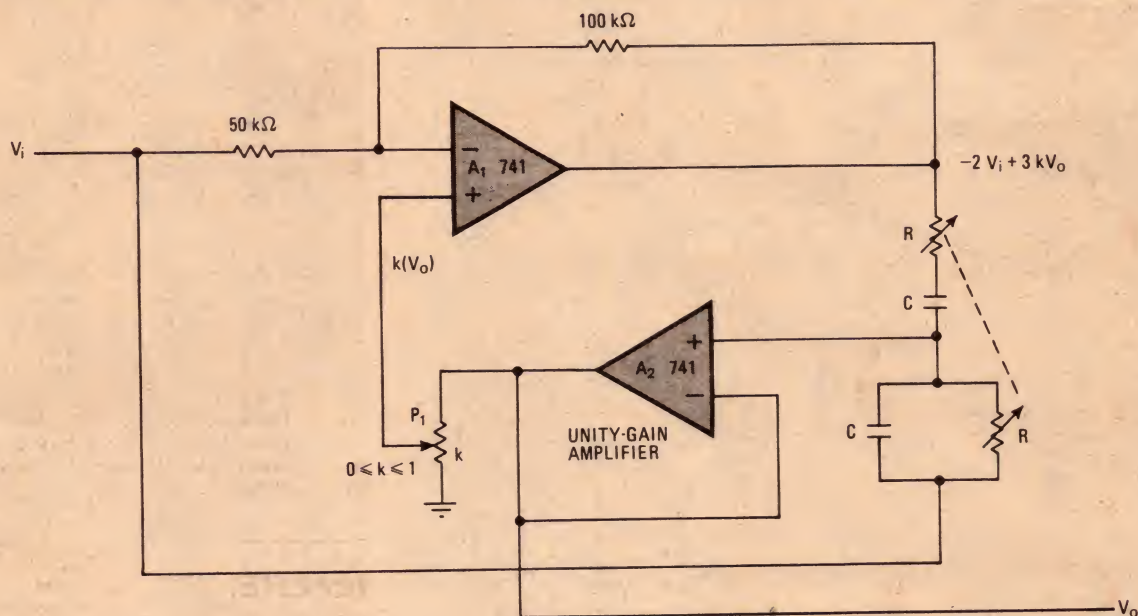 100 kΩ
50 kΩ
Vi
−
A1 741
+
−2 Vi + 3 kVo
R
k(Vo)
C
+
A2 741
−
P1
k
0 ⩽ k ⩽ 1
UNITY-GAIN
AMPLIFIER
C
R
Vo